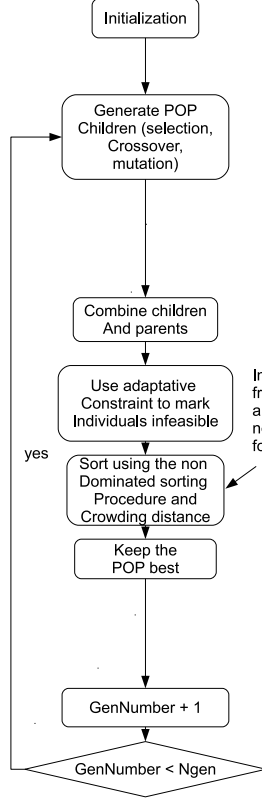 Initialization
Generate POP
Children (selection,
Crossover,
mutation)
Combine children
And parents
Use adaptative
Constraint to mark
Individuals infeasible
yes
Sort using the non
Dominated sorting
Procedure and
Crowding distance
Keep the
POP best
GenNumber + 1
GenNumber < Ngen